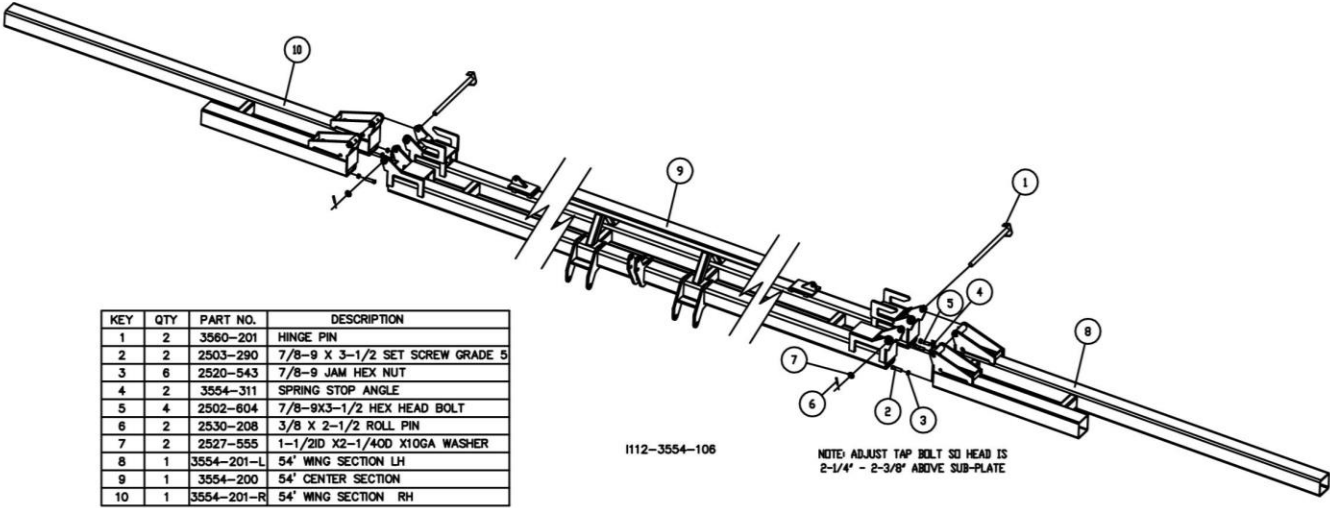 10
9
1
5
4
8
7
6
2
3
KEY QTY PART NO. DESCRIPTION
1 2 3560-201 HINGE PIN
2 2 2503-290 7/8-9 X 3-1/2 SET SCREW GRADE 5
3 6 2520-543 7/8-9 JAM HEX NUT
4 2 3554-311 SPRING STOP ANGLE
5 4 2502-604 7/8-9X3-1/2 HEX HEAD BOLT
6 2 2530-208 3/8 X 2-1/2 ROLL PIN
7 2 2527-555 1-1/2ID X2-1/4OD X10GA WASHER
8 1 3554-201-L 54' WING SECTION LH
9 1 3554-200 54' CENTER SECTION
10 1 3554-201-R 54' WING SECTION RH
I112-3554-106
NOTE: ADJUST TAP BOLT SO HEAD IS
2-1/4" - 2-3/8" ABOVE SUB-PLATE